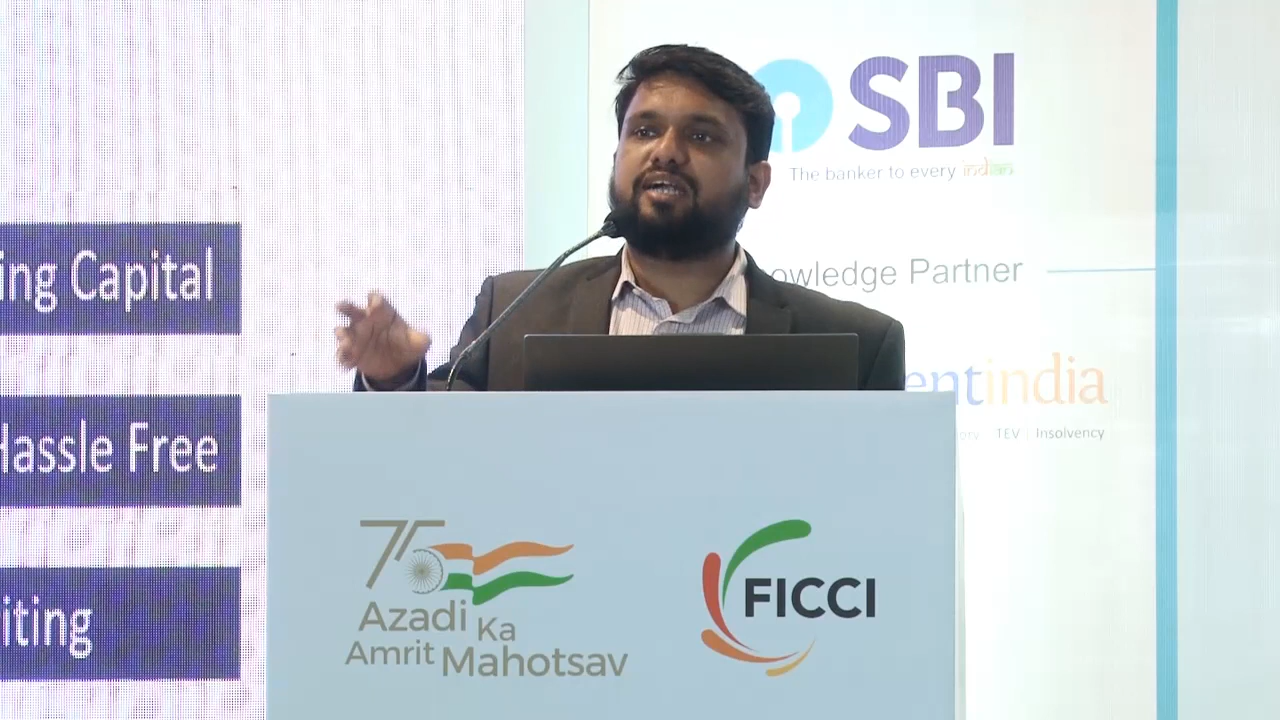 SBI
The banker to every indian
owledge Partner
entindia
ory | TEV | Insolvency
ing Capital
Hassle Free
iting
75
Azadi Ka
Amrit Mahotsav
FICCI